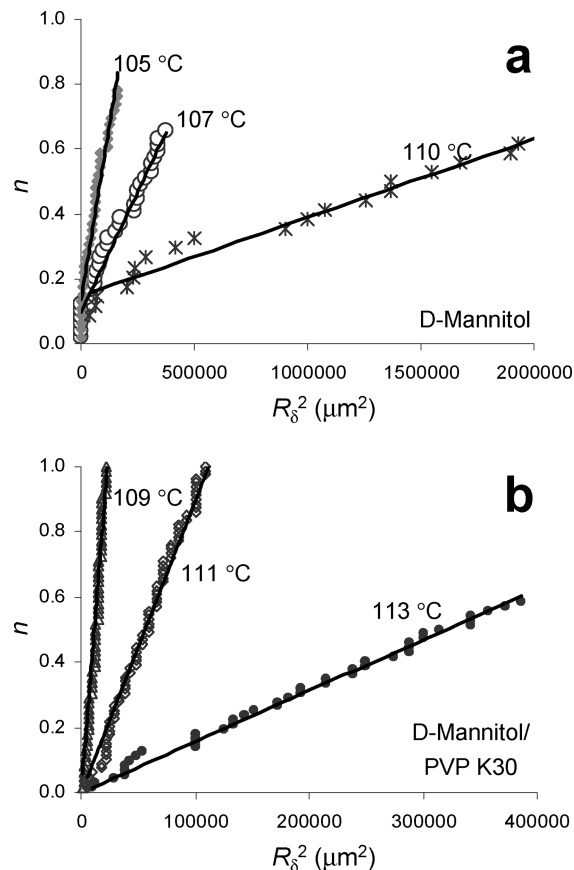 a
1.0
105 °C
0.8
107 °C
0.6
110 °C
n
0.4
0.2
D-Mannitol
0.0
0 500000 1000000 1500000 2000000
Rδ² (μm²)
b
1.0
109 °C
0.8
111 °C
0.6
113 °C
n
0.4
0.2
D-Mannitol/
PVP K30
0.0
0 100000 200000 300000 400000
Rδ² (μm²)